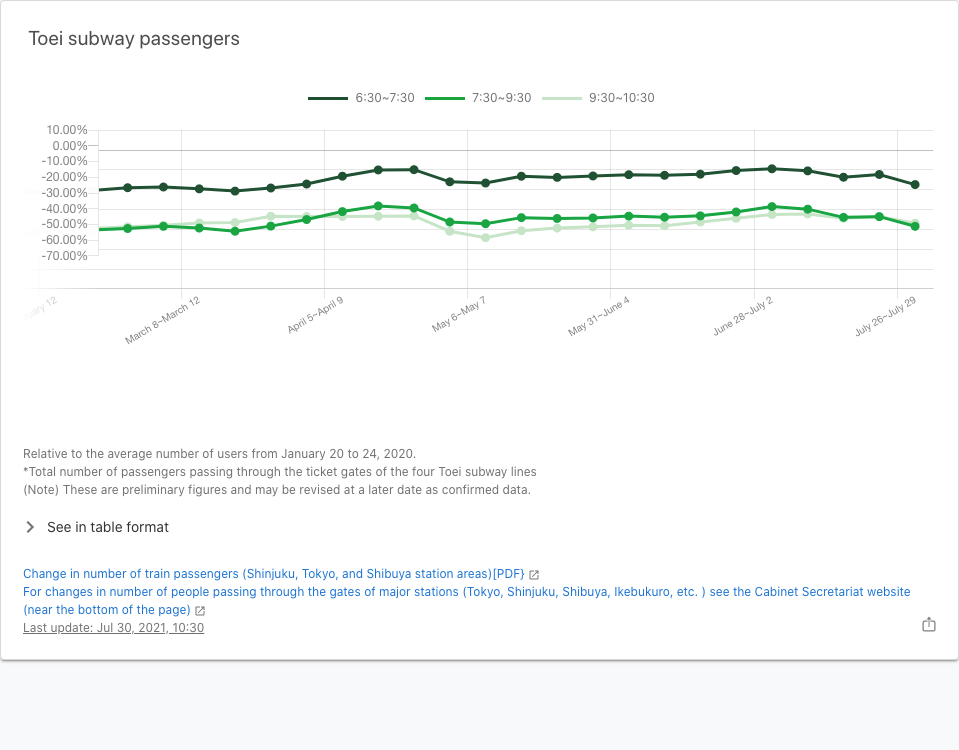 Toei subway passengers
6:30~7:30 7:30~9:30 9:30~10:30
10.00%
0.00%
-10.00%
-20.00%
-30.00%
-40.00%
-50.00%
-60.00%
-70.00%
12
March 8~March 12
April 5~April 9
May 6~May 7
May 31~June 4
June 28~July 2
July 26~July 29
Relative to the average number of users from January 20 to 24, 2020.
*Total number of passengers passing through the ticket gates of the four Toei subway lines
(Note) These are preliminary figures and may be revised at a later date as confirmed data.
See in table format
Change in number of train passengers (Shinjuku, Tokyo, and Shibuya station areas)[PDF}
For changes in number of people passing through the gates of major stations (Tokyo, Shinjuku, Shibuya, Ikebukuro, etc. ) see the Cabinet Secretariat website
(near the bottom of the page)
Last update: Jul 30, 2021, 10:30